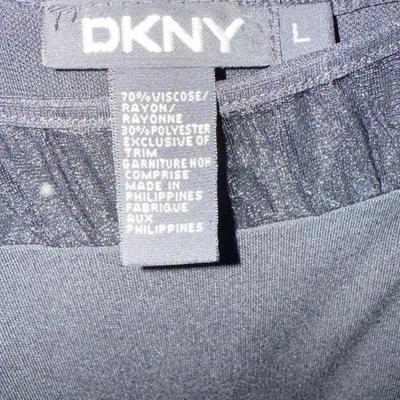 DKNY
L
70% VISCOSE/
RAYON/
RAYONNE
30% POLYESTER
EXCLUSIVE OF
TRIM
GARNITURE NON
COMPRISE
MADE IN
PHILIPPINES
FABRIQUE
AUX
PHILIPPINES